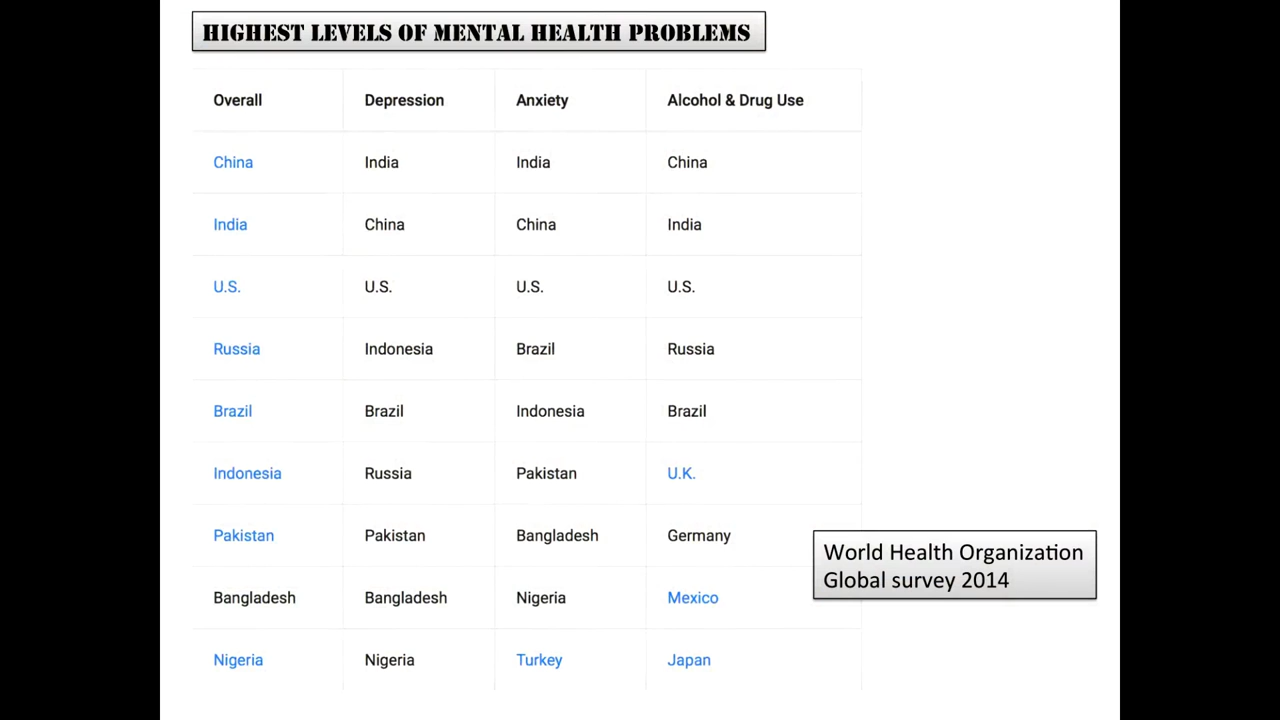 HIGHEST LEVELS OF MENTAL HEALTH PROBLEMS
Overall Depression Anxiety Alcohol & Drug Use
China India India China
India China China India
U.S. U.S. U.S. U.S.
Russia Indonesia Brazil Russia
Brazil Brazil Indonesia Brazil
Indonesia Russia Pakistan U.K.
Pakistan Pakistan Bangladesh Germany
Bangladesh Bangladesh Nigeria Mexico
Nigeria Nigeria Turkey Japan
World Health Organization
Global survey 2014